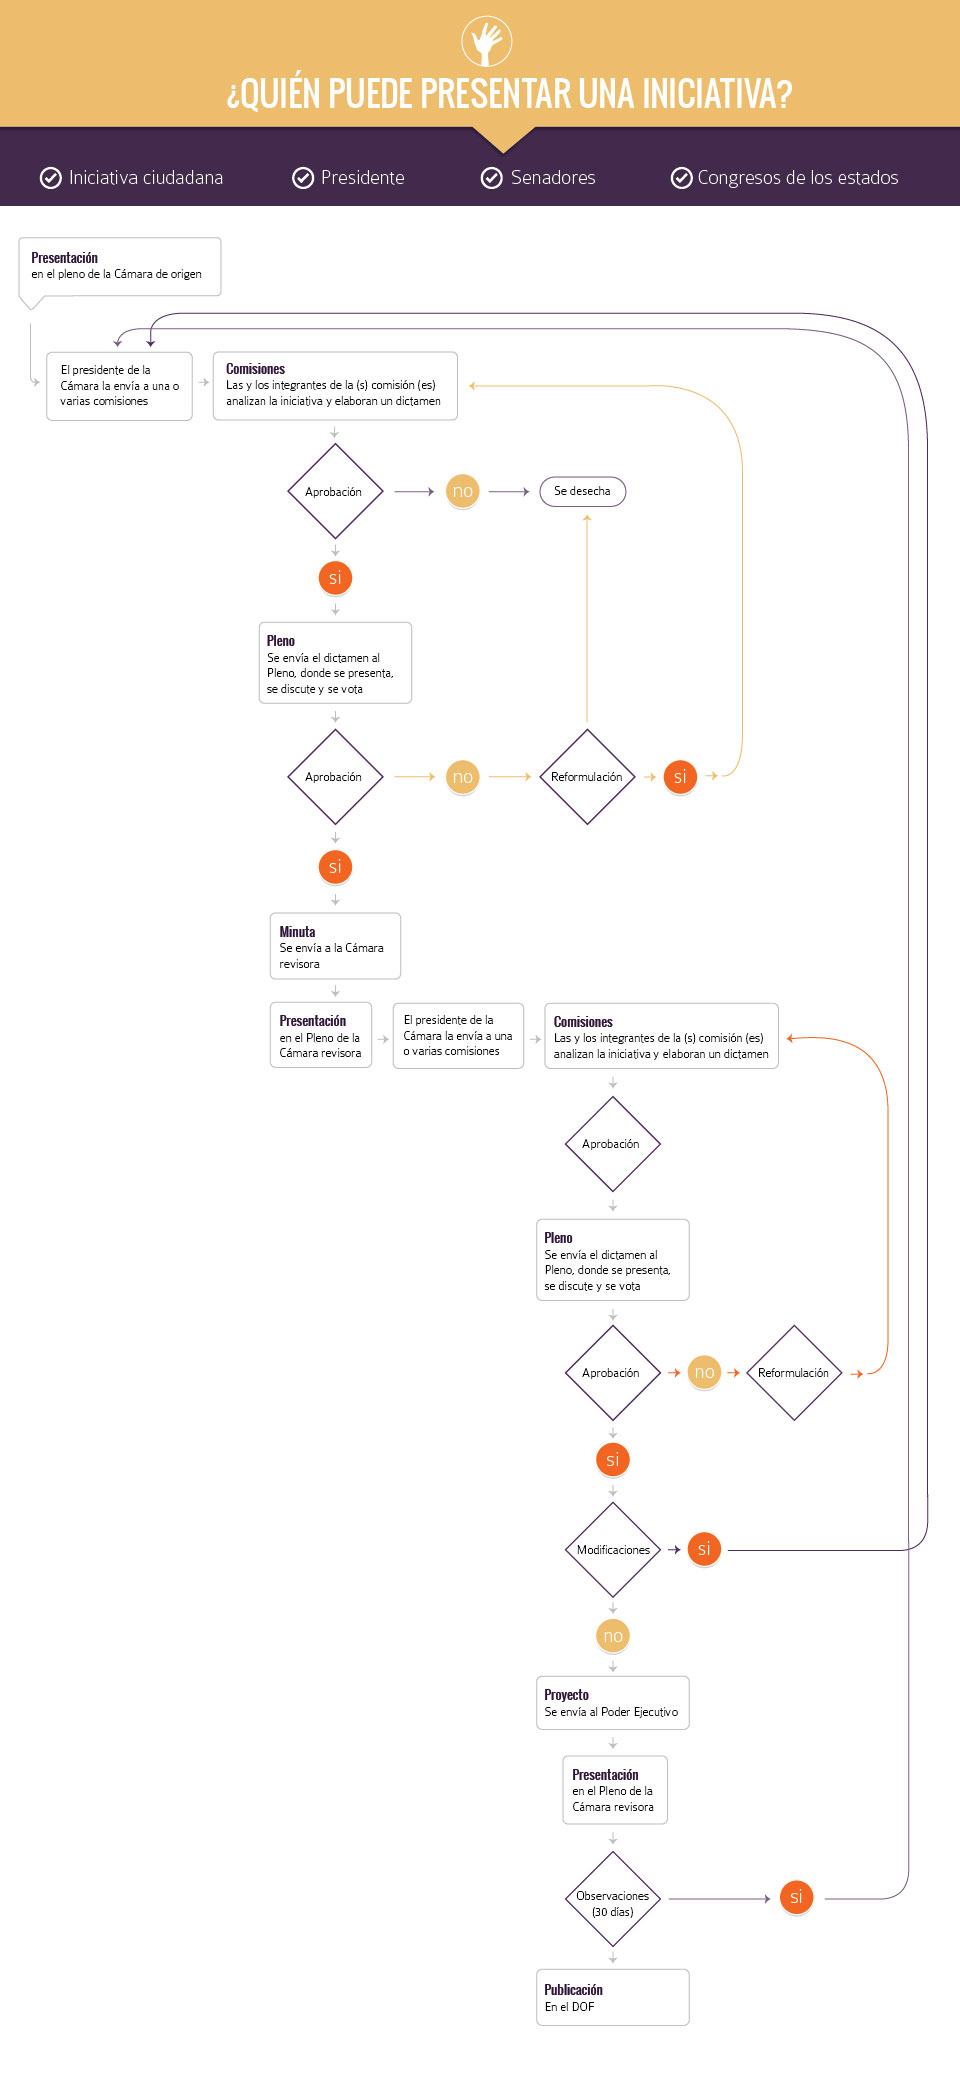 ¿QUIÉN PUEDE PRESENTAR UNA INICIATIVA?
Iniciativa ciudadana
Presidente
Senadores
Congresos de los estados
Presentación
en el pleno de la Cámara de origen
El presidente de la
Cámara la envía a una o
varias comisiones
Comisiones
Las y los integrantes de la (s) comisión (es)
analizan la iniciativa y elaboran un dictamen
Aprobación
no
Se desecha
si
Pleno
Se envía el dictamen al
Pleno, donde se presenta,
se discute y se vota
Aprobación
no
Reformulación
si
si
Minuta
Se envía a la Cámara
revisora
Presentación
en el Pleno de la
Cámara revisora
El presidente de la
Cámara la envía a una
o varias comisiones
Comisiones
Las y los integrantes de la (s) comisión (es)
analizan la iniciativa y elaboran un dictamen
Aprobación
Pleno
Se envía el dictamen al
Pleno, donde se presenta,
se discute y se vota
Aprobación
no
Reformulación
si
Modificaciones
si
no
Proyecto
Se envía al Poder Ejecutivo
Presentación
en el Pleno de la
Cámara revisora
Observaciones
(30 días)
si
Publicación
En el DOF